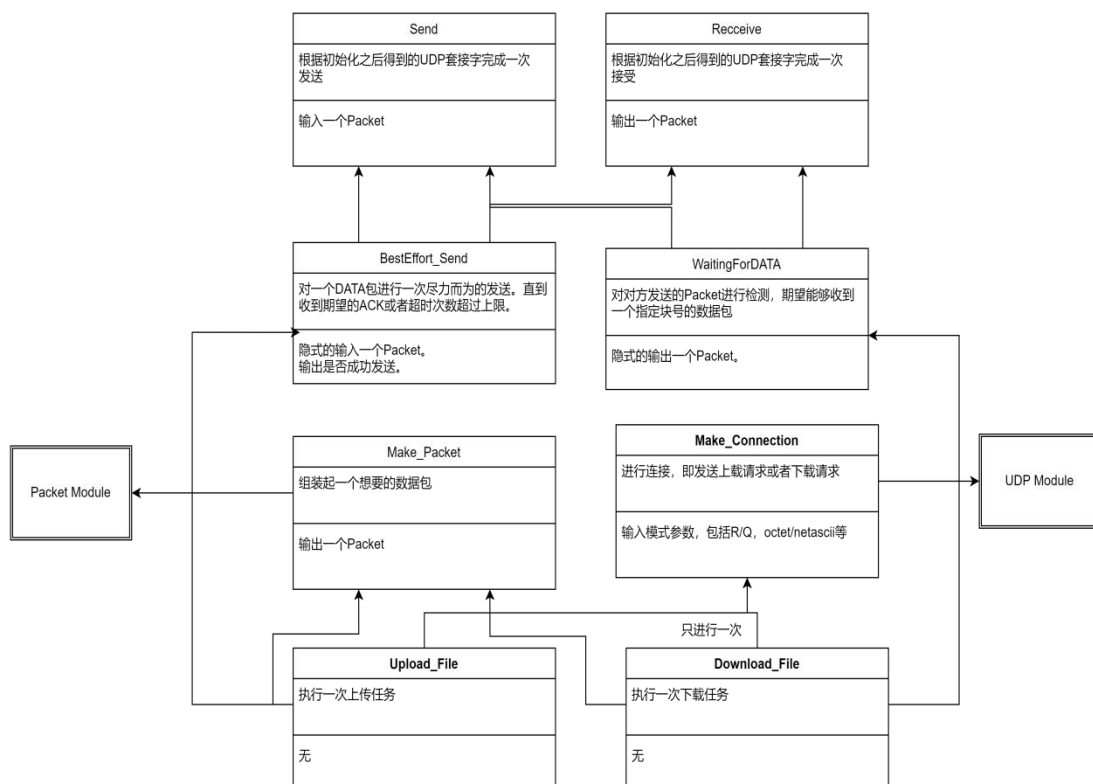 Send
根据初始化之后得到的UDP套接字完成一次
发送
输入一个Packet
Recceive
根据初始化之后得到的UDP套接字完成一次
接受
输出一个Packet
BestEffort_Send
对一个DATA包进行一次尽力而为的发送。直到
收到期望的ACK或者超时次数超过上限。
隐式的输入一个Packet。
输出是否成功发送。
WaitingForDATA
对对方发送的Packet进行检测，期望能够收到
一个指定块号的数据包
隐式的输出一个Packet。
Packet Module
Make_Packet
组装起一个想要的数据包
输出一个Packet
Make_Connection
进行连接，即发送上载请求或者下载请求
输入模式参数，包括R/Q，octet/netascii等
UDP Module
只进行一次
Upload_File
执行一次上传任务
无
Download_File
执行一次下载任务
无